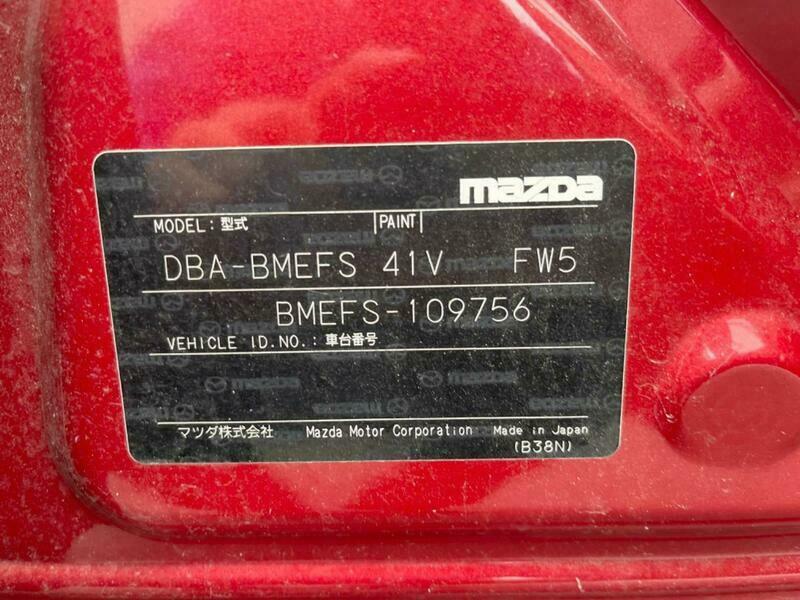 mazda
MODEL：型式 PAINT
DBA-BMEFS 41V FW5
BMEFS-109756
VEHICLE ID.NO.：車台番号
マツダ株式会社 Mazda Motor Corporation Made in Japan
(B38N)